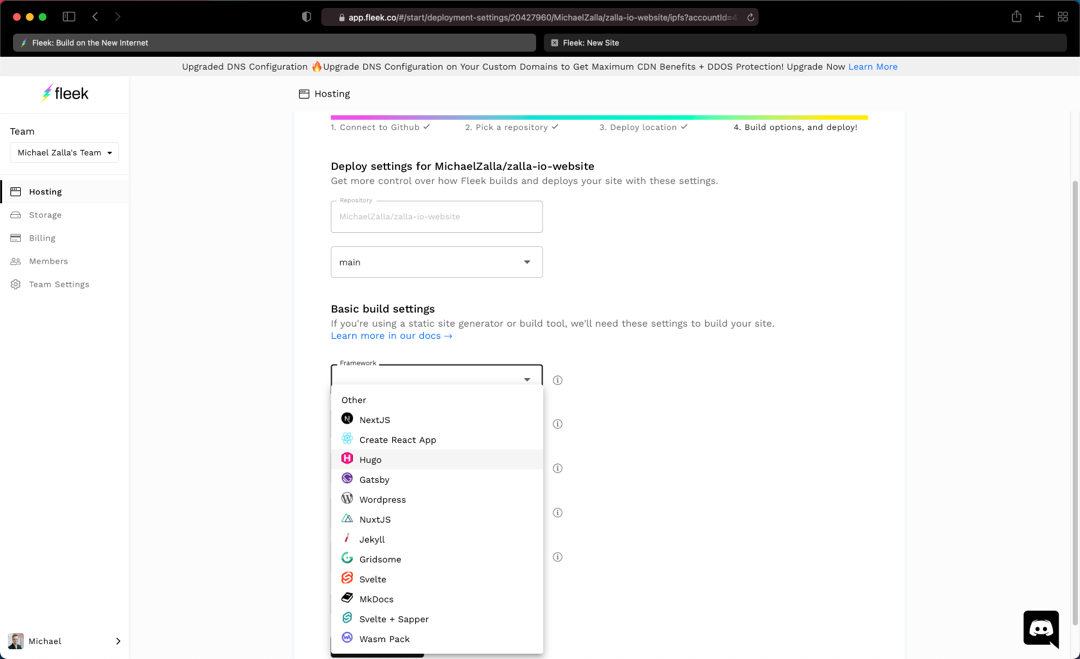 app.fleek.co/#/start/deployment-settings/20427960/MichaelZalla/zalla-io-website/ipfs?accountId=
Fleek: Build on the New Internet
Fleek: New Site
Upgraded DNS Configuration 🔥Upgrade DNS Configuration on Your Custom Domains to Get Maximum CDN Benefits + DDOS Protection! Upgrade Now Learn More
fleek
Team
Michael Zalla's Team
Hosting
Storage
Billing
Members
Team Settings
Michael
Hosting
1. Connect to Github ✓
2. Pick a repository ✓
3. Deploy location ✓
4. Build options, and deploy!
Deploy settings for MichaelZalla/zalla-io-website
Get more control over how Fleek builds and deploys your site with these settings.
Repository
MichaelZalla/zalla-io-website
main
Basic build settings
If you're using a static site generator or build tool, we'll need these settings to build your site.
Learn more in our docs →
Framework
Other
NextJS
Create React App
Hugo
Gatsby
Wordpress
NuxtJS
Jekyll
Gridsome
Svelte
MkDocs
Svelte + Sapper
Wasm Pack